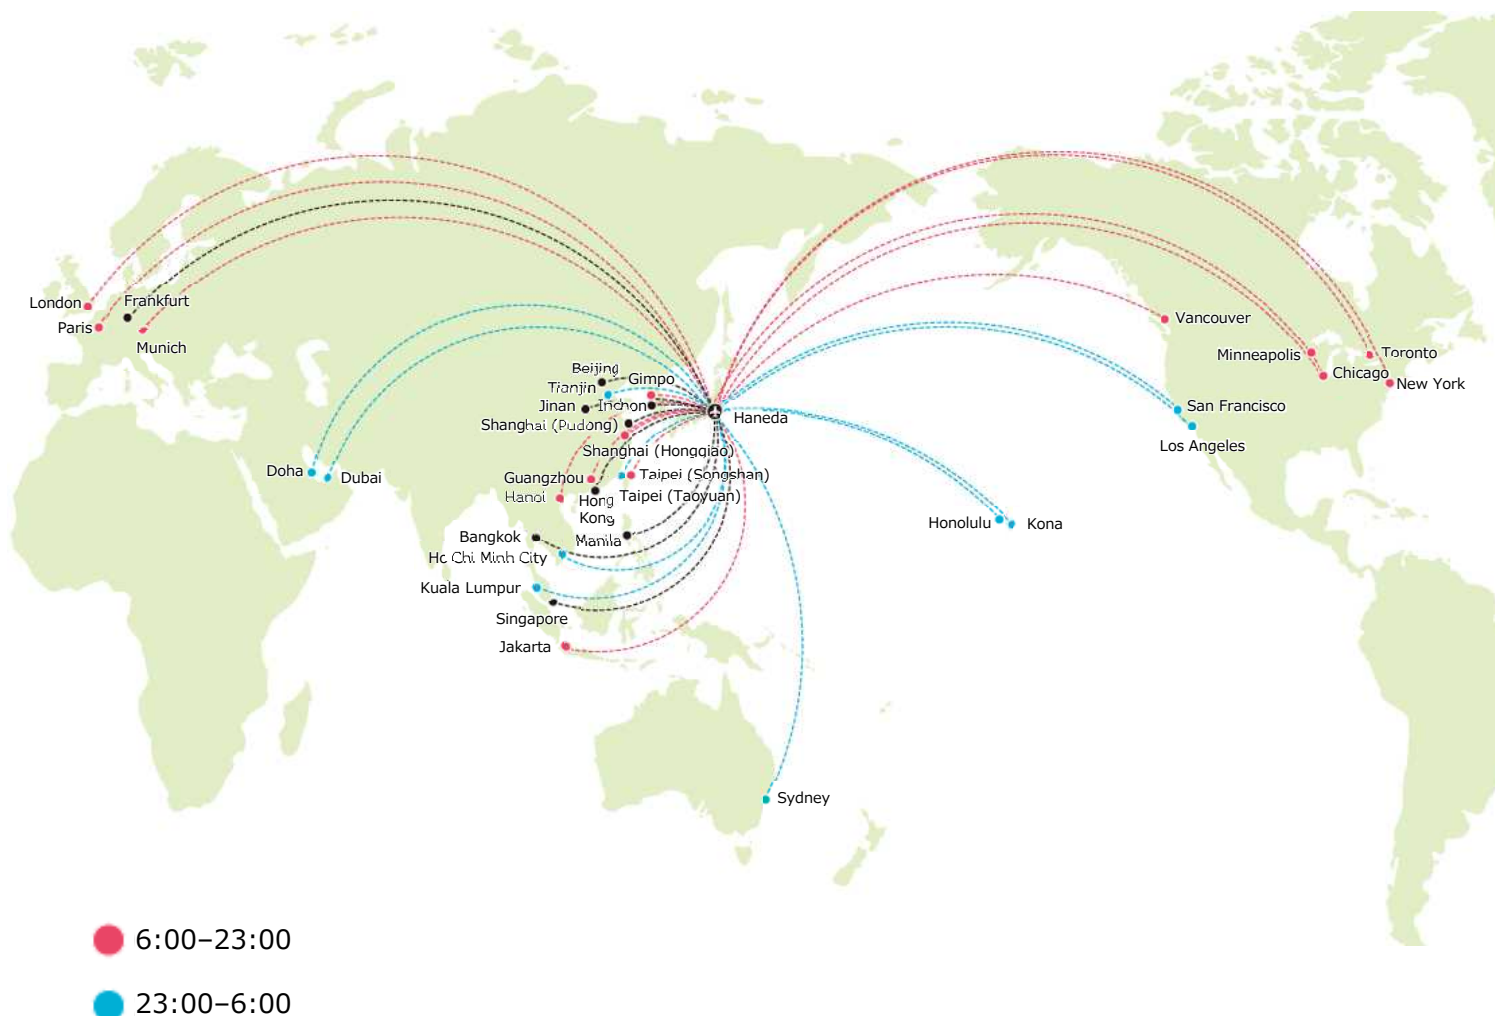 London
Paris
Frankfurt
Munich
Doha
Dubai
Beijing
Tianjin
Gimpo
Jinan
Incheon
Shanghai (Pudong)
Shanghai (Hongqiao)
Haneda
Guangzhou
Taipei (Songshan)
Hanoi
Hong
Kong
Taipei (Taoyuan)
Bangkok
Manila
Ho Chi Minh City
Kuala Lumpur
Singapore
Jakarta
Sydney
Vancouver
Minneapolis
Toronto
Chicago
New York
San Francisco
Los Angeles
Honolulu
Kona
6:00–23:00
23:00–6:00